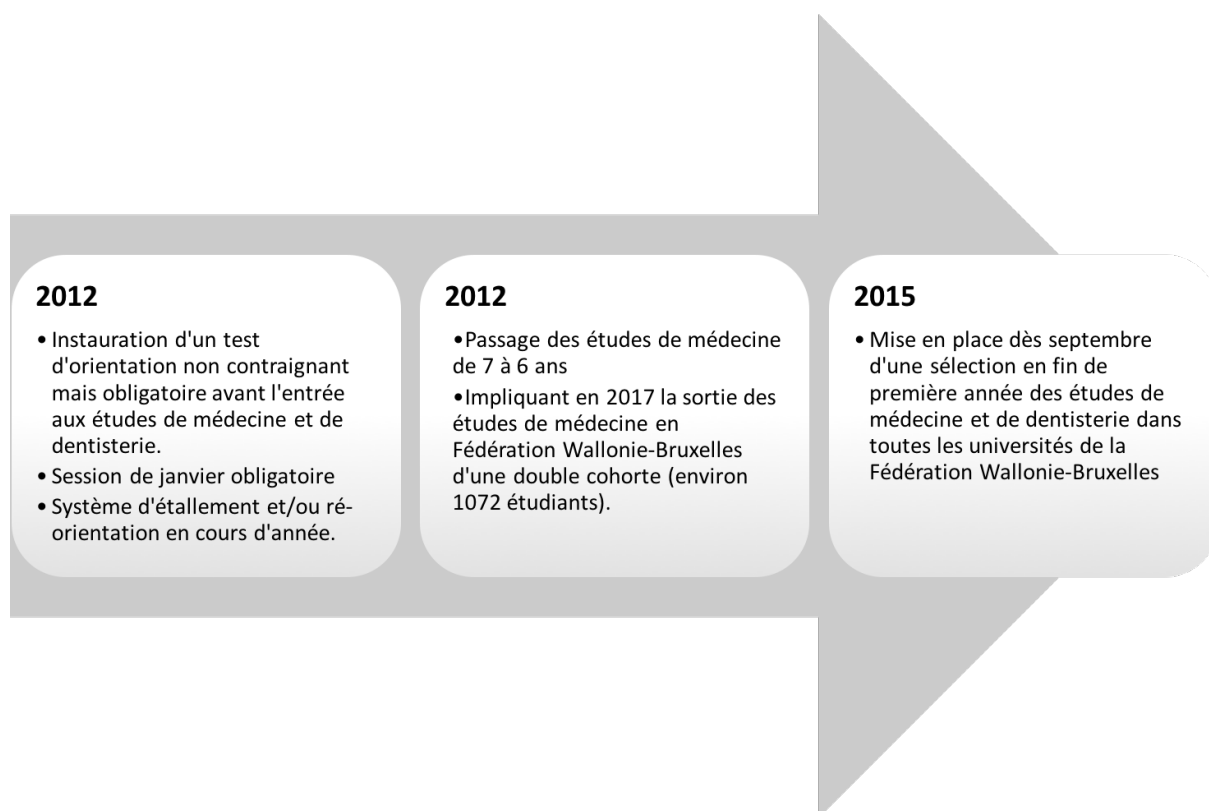 2012
• Instauration d'un test
d'orientation non contraignant
mais obligatoire avant l'entrée
aux études de médecine et de
dentisterie.
• Session de janvier obligatoire
• Système d'étallement et/ou ré-
orientation en cours d'année.
2012
•Passage des études de médecine
de 7 à 6 ans
•Impliquant en 2017 la sortie des
études de médecine en
Fédération Wallonie-Bruxelles
d'une double cohorte (environ
1072 étudiants).
2015
• Mise en place dès septembre
d'une sélection en fin de
première année des études de
médecine et de dentisterie dans
toutes les universités de la
Fédération Wallonie-Bruxelles